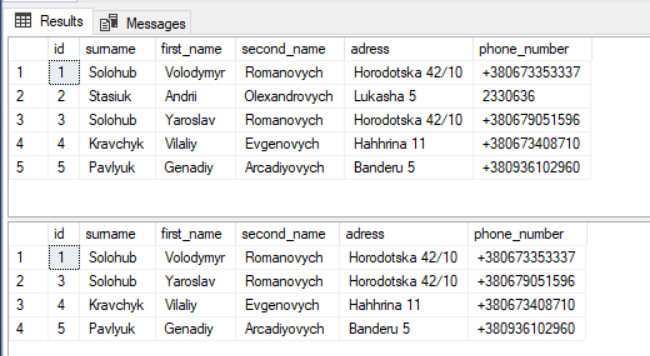 Results Messages
id surname first_name second_name adress phone_number
1 1 Solohub Volodymyr Romanovych Horodotska 42/10 +380673353337
2 2 Stasiuk Andrii Olexandrovych Lukasha 5 2330636
3 3 Solohub Yaroslav Romanovych Horodotska 42/10 +380679051596
4 4 Kravchyk Vilaliy Evgenovych Hahhrina 11 +380673408710
5 5 Pavlyuk Genadiy Arcadiyovych Banderu 5 +380936102960
id surname first_name second_name adress phone_number
1 1 Solohub Volodymyr Romanovych Horodotska 42/10 +380673353337
2 3 Solohub Yaroslav Romanovych Horodotska 42/10 +380679051596
3 4 Kravchyk Vilaliy Evgenovych Hahhrina 11 +380673408710
4 5 Pavlyuk Genadiy Arcadiyovych Banderu 5 +380936102960